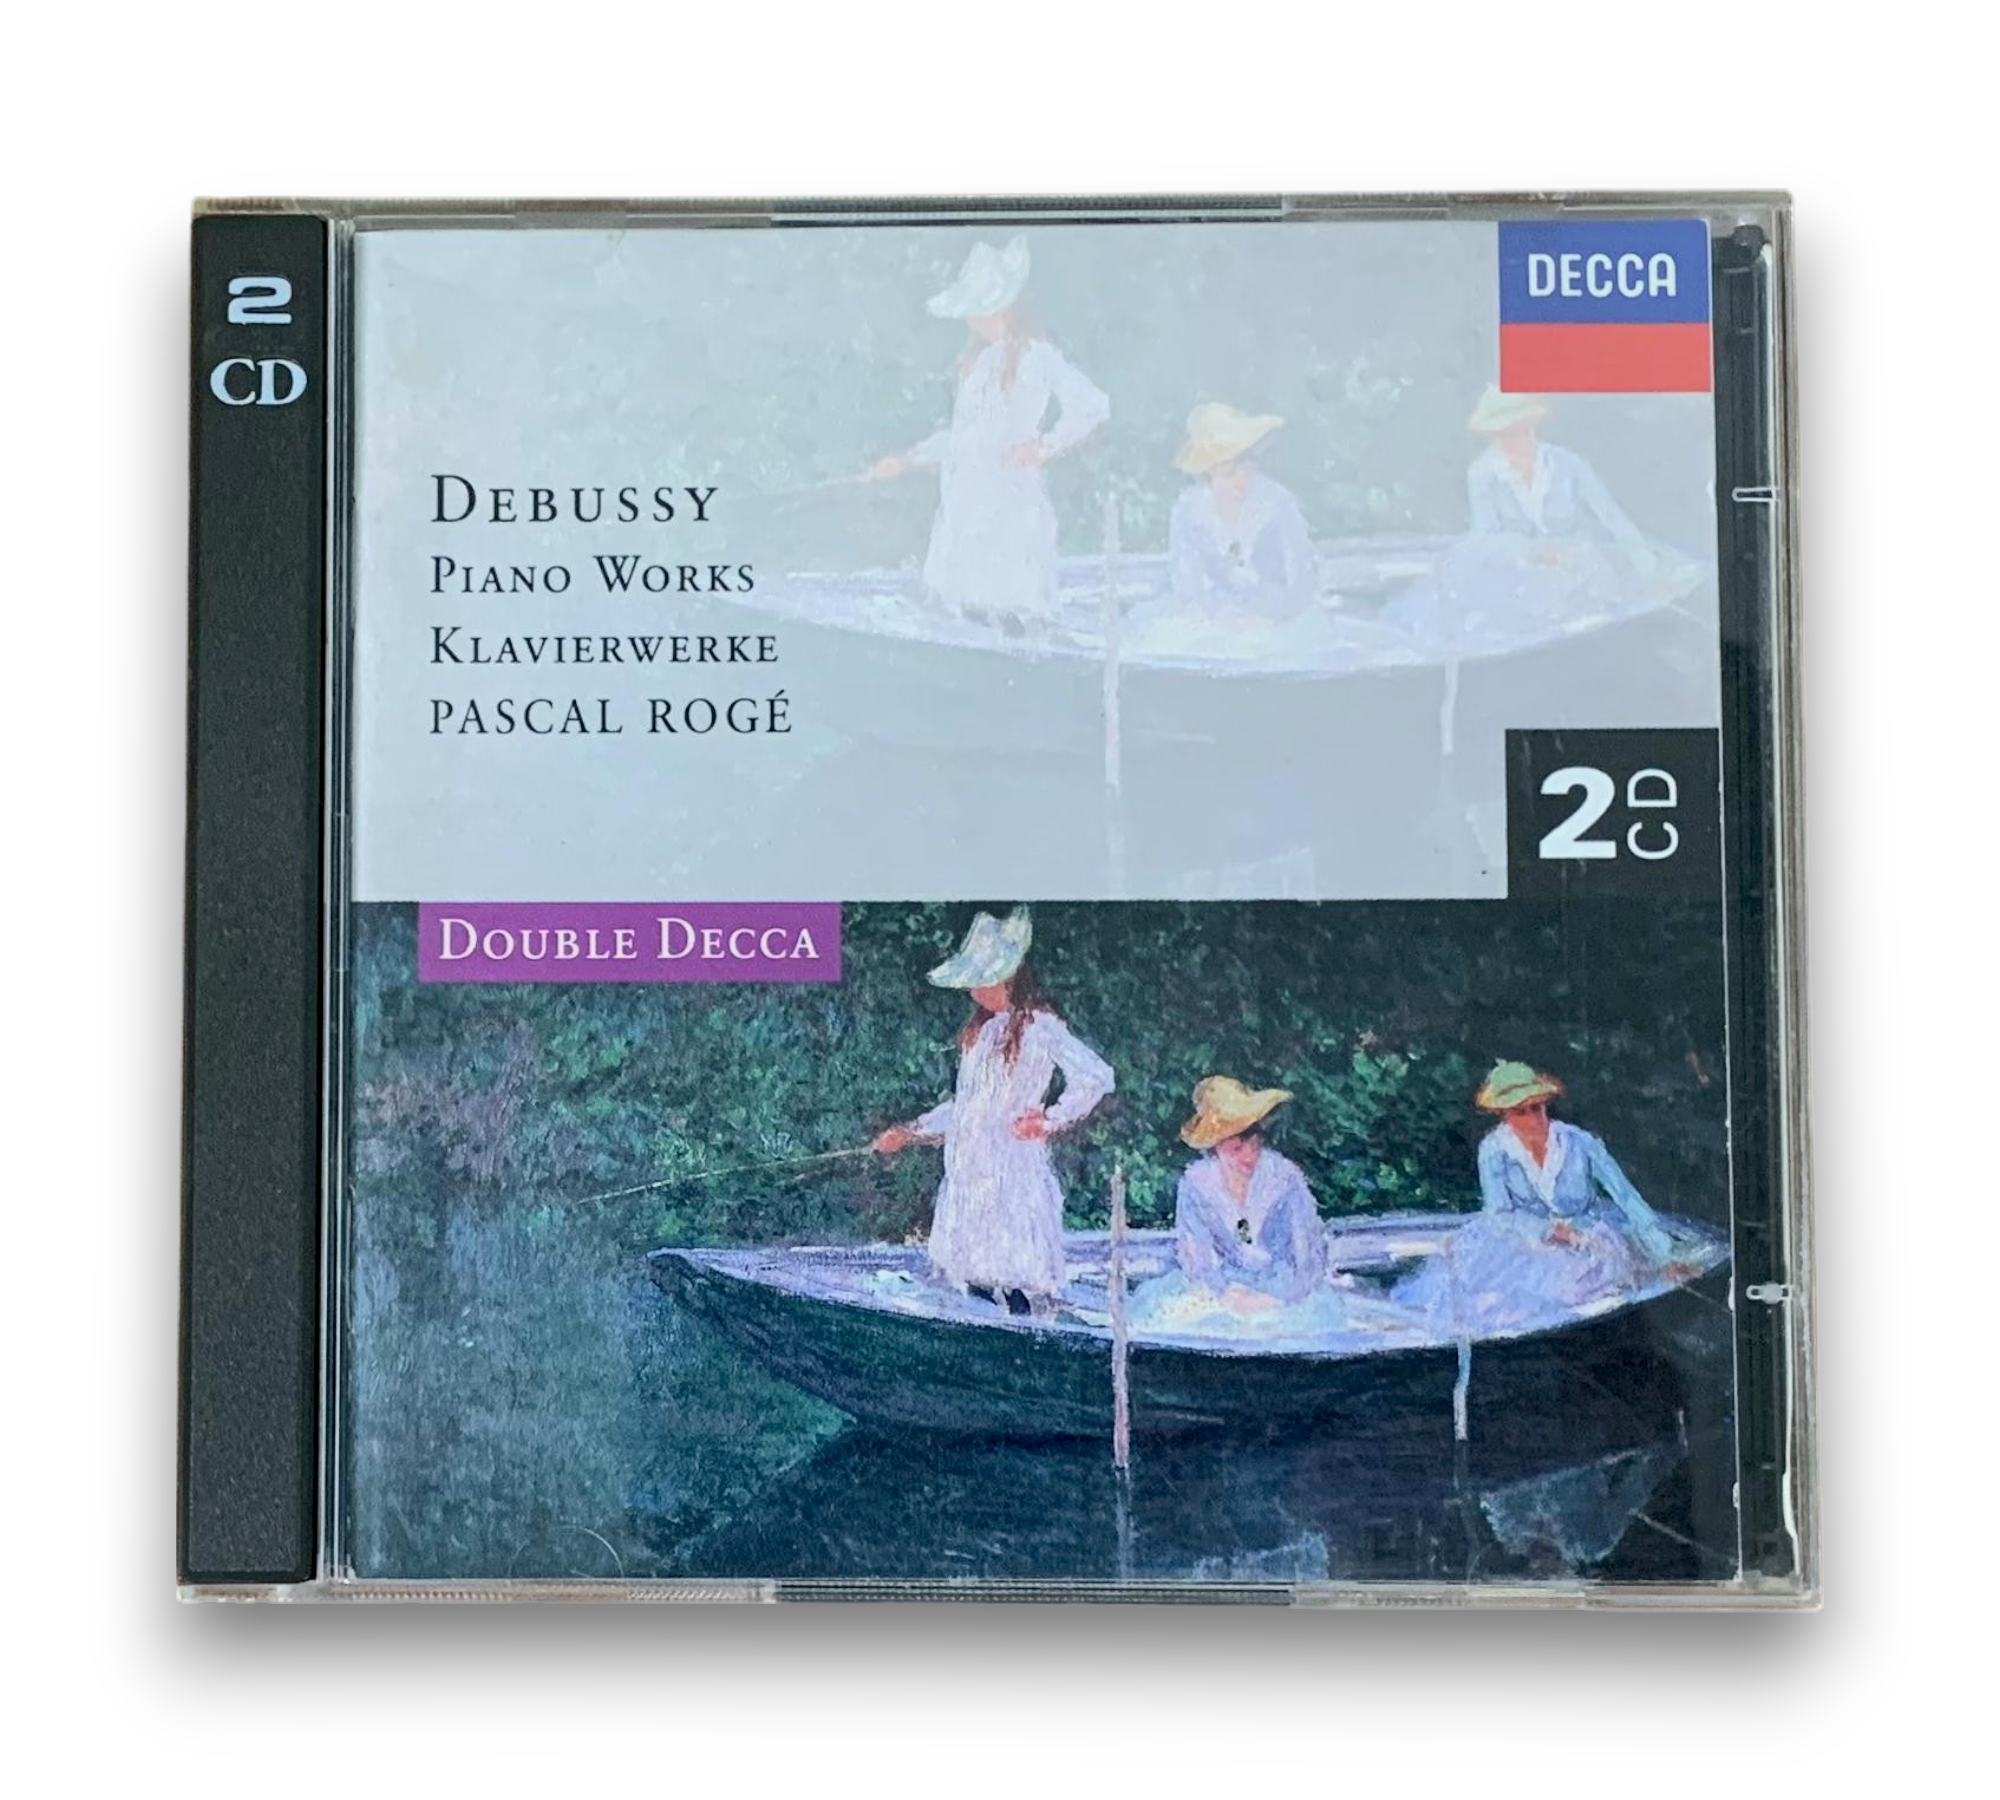 2
CD
DECCA
DEBUSSY
PIANO WORKS
KLAVIERWERKE
PASCAL ROGÉ
2 CD
DOUBLE DECCA